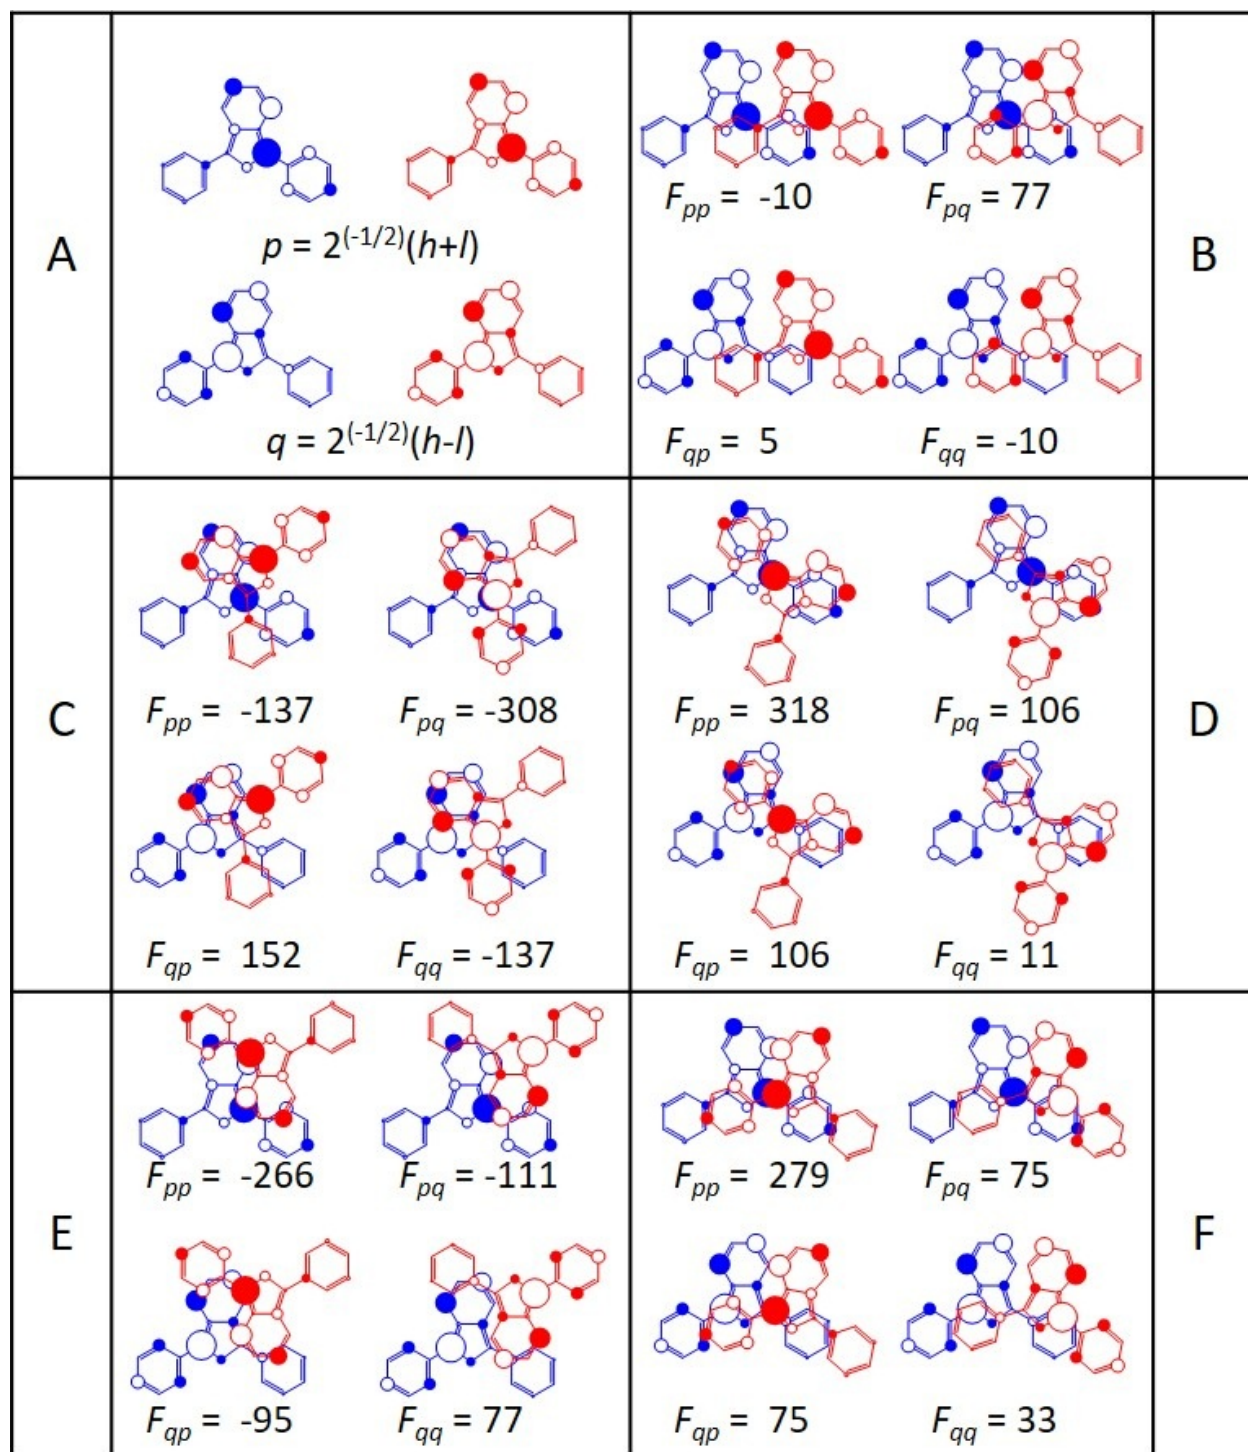 A
p = 2^(-1/2)(h+l)
q = 2^(-1/2)(h-l)
B
F_pp = -10 F_pq = 77
F_qp = 5 F_qq = -10
C
F_pp = -137 F_pq = -308
F_qp = 152 F_qq = -137
D
F_pp = 318 F_pq = 106
F_qp = 106 F_qq = 11
E
F_pp = -266 F_pq = -111
F_qp = -95 F_qq = 77
F
F_pp = 279 F_pq = 75
F_qp = 75 F_qq = 33